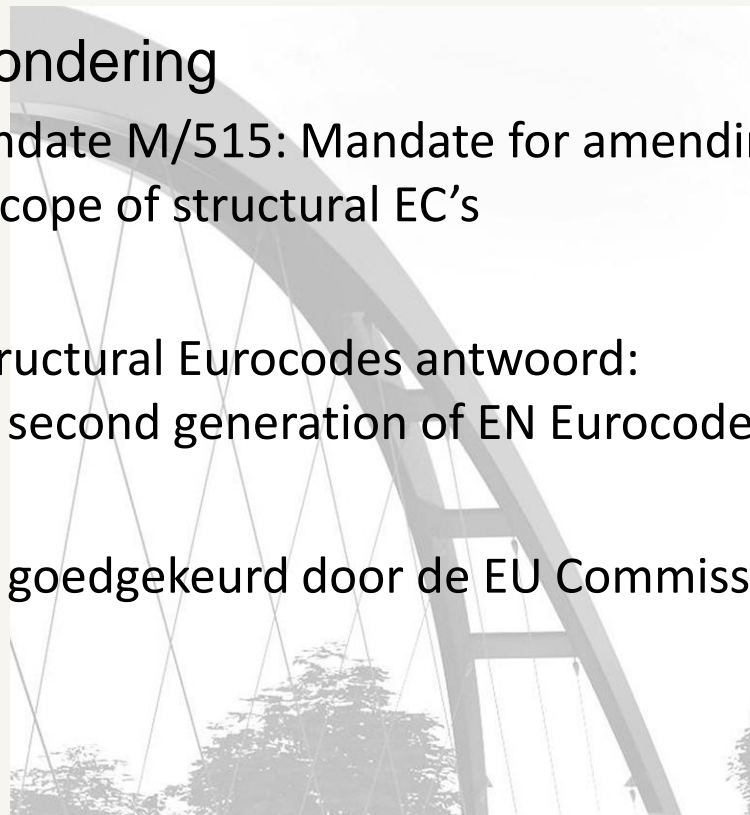 ondering
ndate M/515: Mandate for amendi
cope of structural EC's
ructural Eurocodes antwoord:
second generation of EN Eurocode
goedgekeurd door de EU Commiss